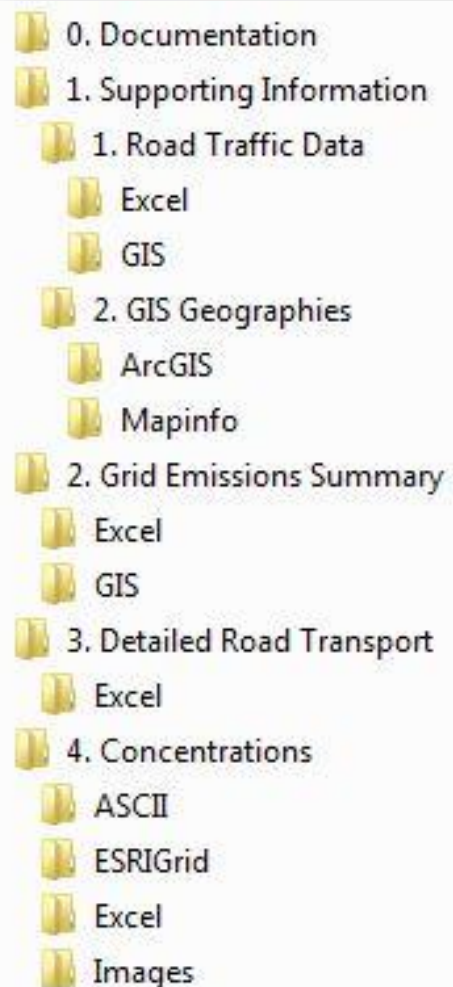 0. Documentation
1. Supporting Information
1. Road Traffic Data
Excel
GIS
2. GIS Geographies
ArcGIS
Mapinfo
2. Grid Emissions Summary
Excel
GIS
3. Detailed Road Transport
Excel
4. Concentrations
ASCII
ESRIGrid
Excel
Images